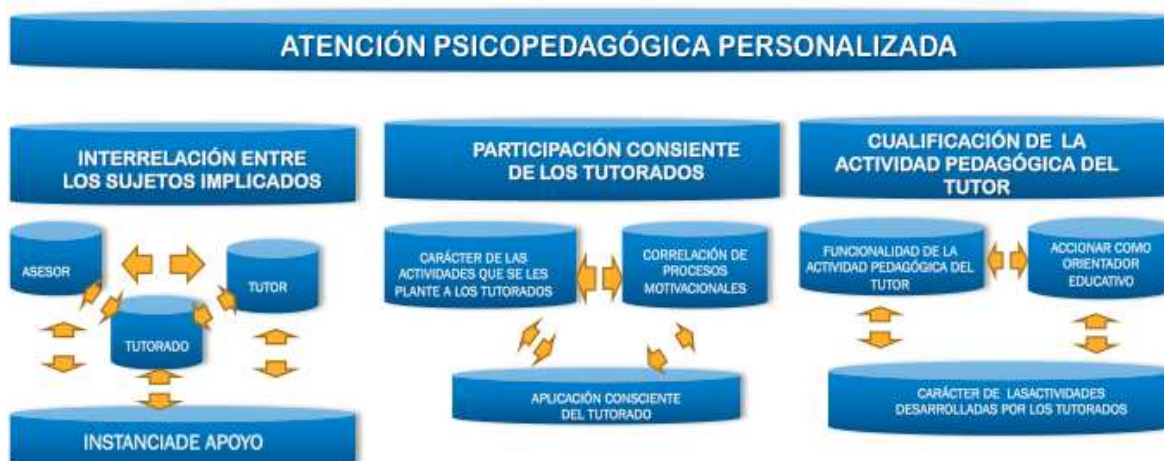 ATENCIÓN PSICOPEDAGÓGICA PERSONALIZADA
INTERRELACIÓN ENTRE
LOS SUJETOS IMPLICADOS
ASESOR
TUTOR
TUTORADO
INSTANCIADE APOYO
PARTICIPACIÓN CONSIENTE
DE LOS TUTORADOS
CARÁCTER DE LAS
ACTIVIDADES QUE SE LES
PLANTE A LOS TUTORADOS
CORRELACIÓN DE
PROCESOS
MOTIVACIONALES
APLICACIÓN CONSCIENTE
DEL TUTORADO
CUALIFICACIÓN DE LA
ACTIVIDAD PEDAGÓGICA DEL
TUTOR
FUNCIONALIDAD DE LA
ACTIVIDAD PEDAGÓGICA DEL
TUTOR
ACCIONAR COMO
ORIENTADOR
EDUCATIVO
CARÁCTER DE LASACTIVIDADES
DESARROLLADAS POR LOS TUTORADOS